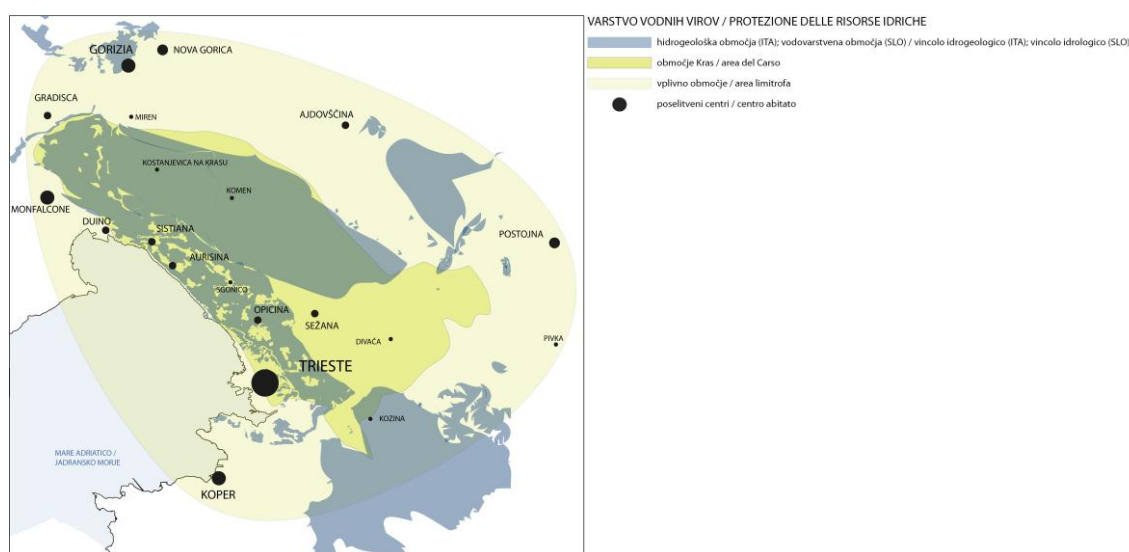 GORIZIA
NOVA GORICA
GRADISCA
MIREN
AJDOVŠČINA
KOSTANJEVICA NA KRASU
KOMEN
MONFALCONE
DUINO
SISTIANA
POSTOJNA
AURISINA
SGONICO
OPICINA
SEŽANA
DIVAČA
PIVKA
TRIESTE
KOZINA
MARE ADRIATICO /
JADRANSKO MORJE
KOPER
VARSTVO VODNIH VIROV / PROTEZIONE DELLE RISORSE IDRICHE
hidrogeološka območja (ITA); vodovarstvena območja (SLO) / vincolo idrogeologico (ITA); vincolo idrologico (SLO)
območje Kras / area del Carso
vplivno območje / area limitrofa
poselitveni centri / centro abitato